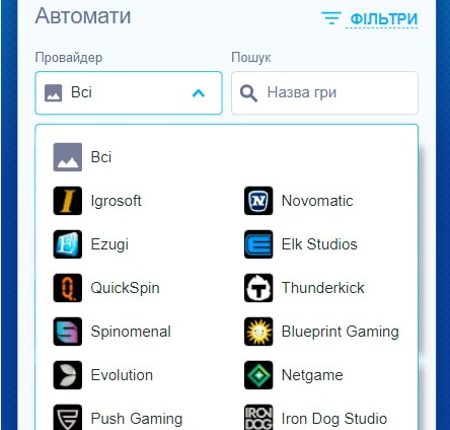 Автомати
ФІЛЬТРИ
Провайдер
Пошук
Всі
Назва гри
Всі
Igrosoft
Novomatic
Ezugi
Elk Studios
QuickSpin
Thunderkick
Spinomenal
Blueprint Gaming
Evolution
Netgame
Push Gaming
IRON
DOG
Iron Dog Studio